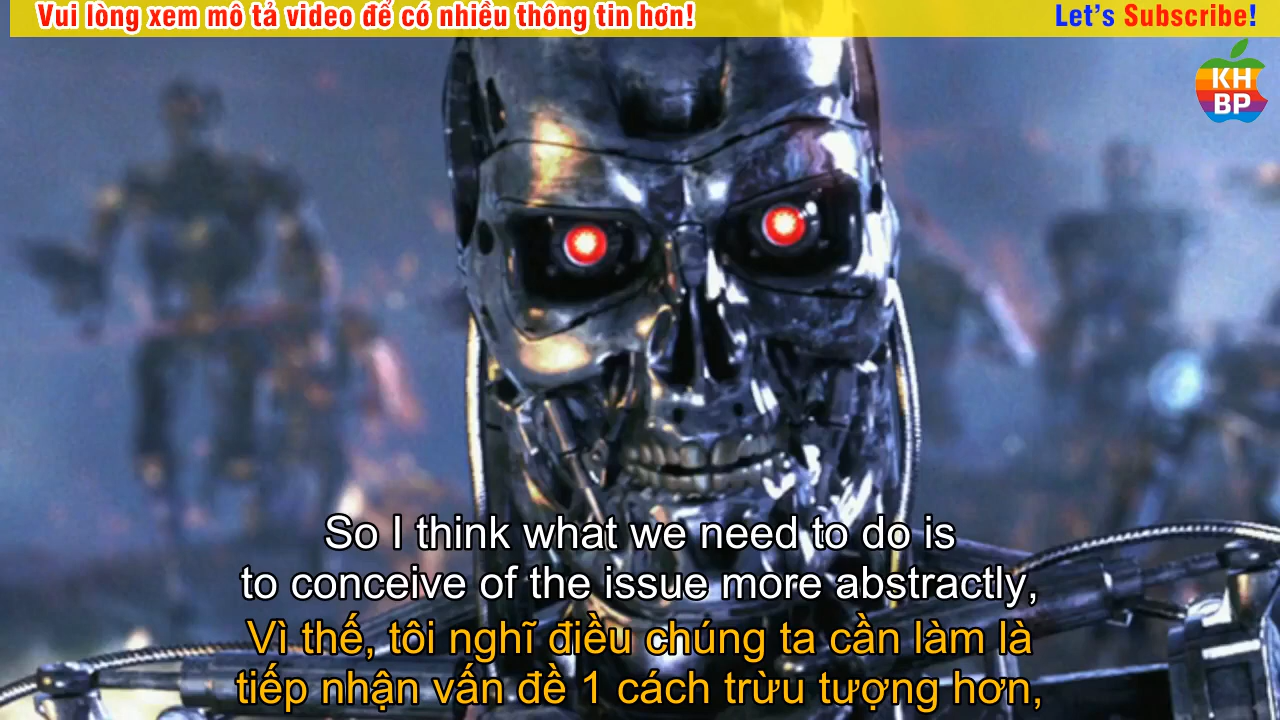 Vui lòng xem mô tả video để có nhiều thông tin hơn!
Let's Subscribe!
KH
BP
So I think what we need to do is
to conceive of the issue more abstractly,
Vì thế, tôi nghĩ điều chúng ta cần làm là
tiếp nhận vấn đề 1 cách trừu tượng hơn,